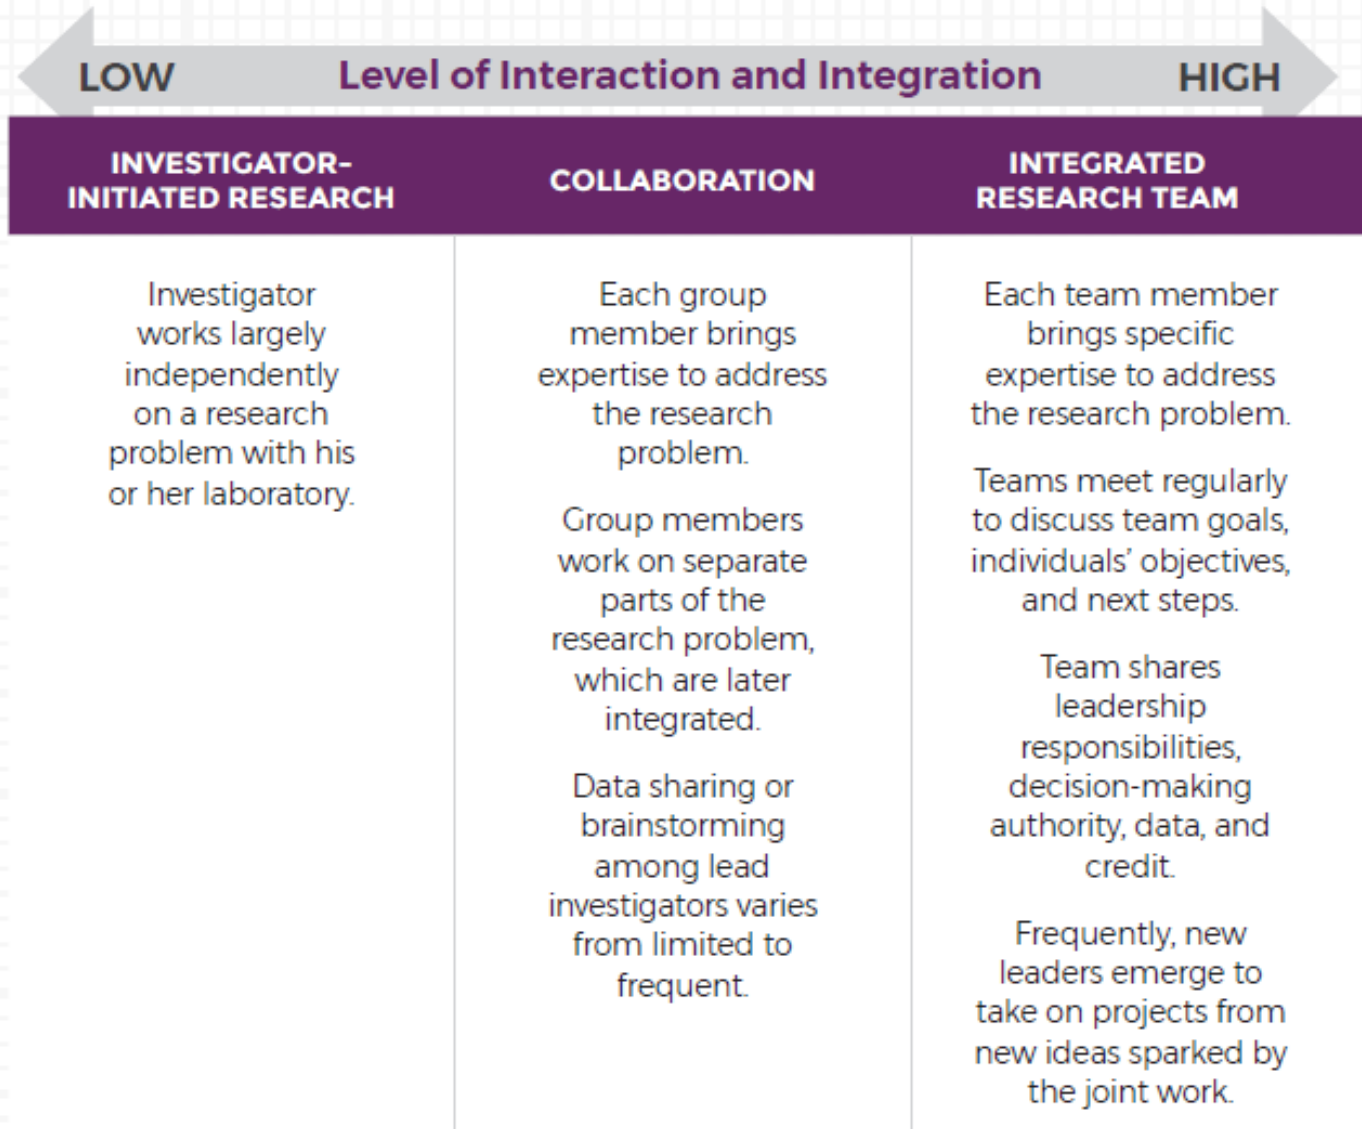 LOW Level of Interaction and Integration HIGH
INVESTIGATOR-
INITIATED RESEARCH
COLLABORATION
INTEGRATED
RESEARCH TEAM
Investigator
works largely
independently
on a research
problem with his
or her laboratory.
Each group
member brings
expertise to address
the research
problem.
Group members
work on separate
parts of the
research problem,
which are later
integrated.
Data sharing or
brainstorming
among lead
investigators varies
from limited to
frequent.
Each team member
brings specific
expertise to address
the research problem.
Teams meet regularly
to discuss team goals,
individuals’ objectives,
and next steps.
Team shares
leadership
responsibilities,
decision-making
authority, data, and
credit.
Frequently, new
leaders emerge to
take on projects from
new ideas sparked by
the joint work.